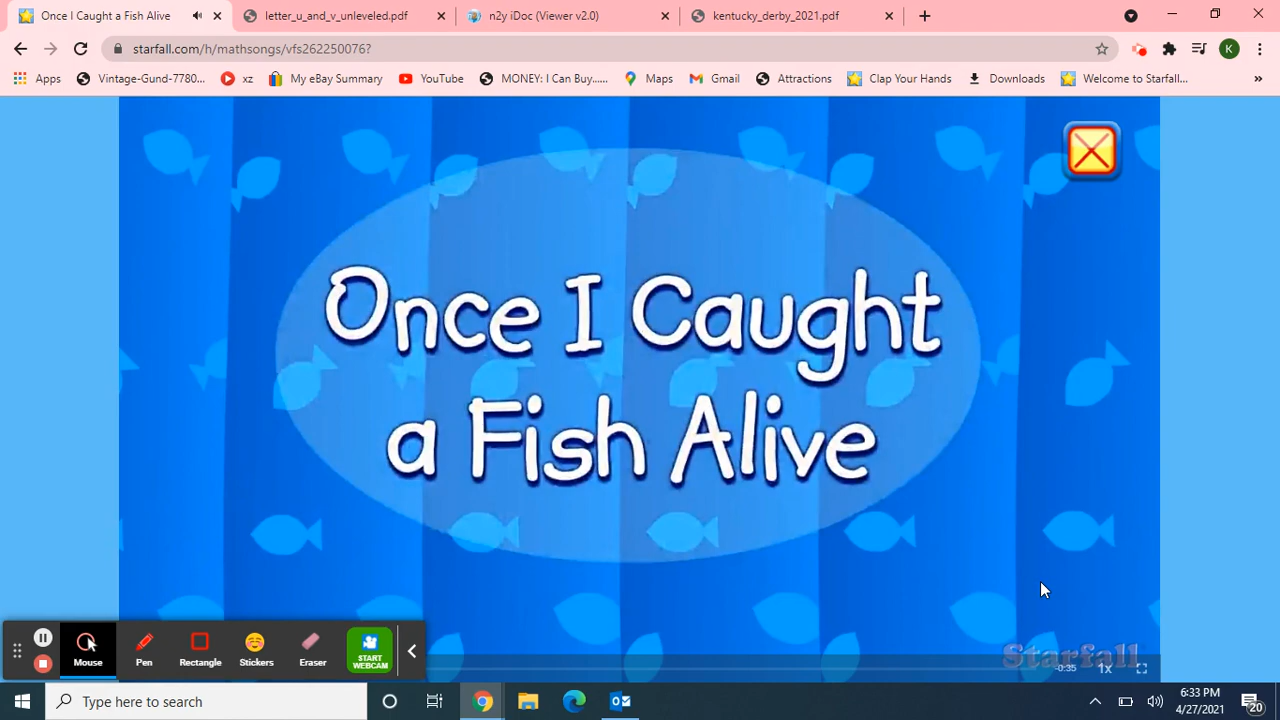 Once I Caught a Fish Alive
letter_u_and_v_unleveled.pdf
n2y iDoc (Viewer v2.0)
kentucky_derby_2021.pdf
starfall.com/h/mathsongs/vfs262250076?
K
Apps
Vintage-Gund-7780...
xz
My eBay Summary
YouTube
MONEY: I Can Buy......
Maps
Gmail
Attractions
Clap Your Hands
Downloads
Welcome to Starfall...
»
Once I Caught
a Fish Alive
Starfall
-0:35
1x
Mouse
Pen
Rectangle
Stickers
Eraser
START
WEBCAM
Type here to search
6:33 PM
4/27/2021
20